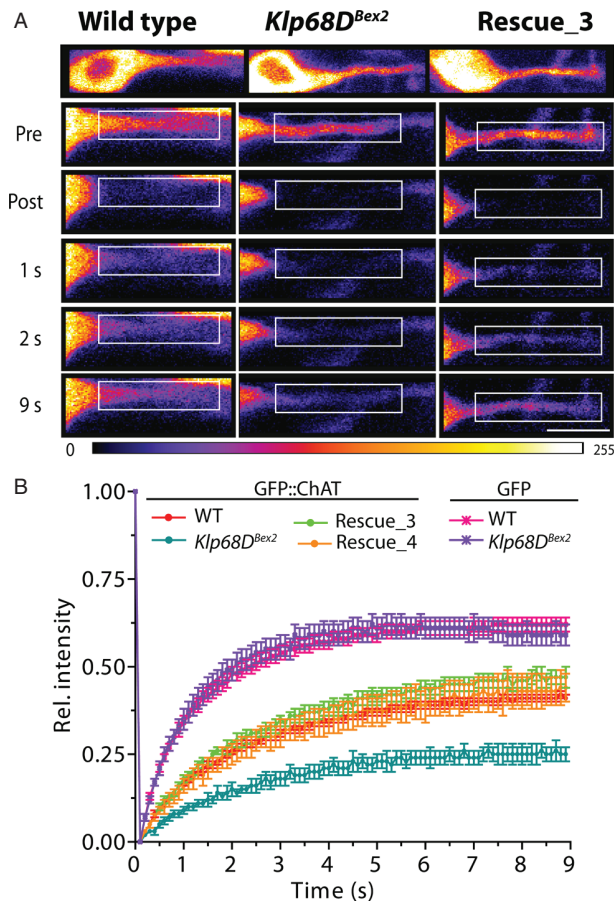 A
Wild type Klp68D^Bex2 Rescue_3
Pre
Post
1 s
2 s
9 s
0 255
B
GFP::ChAT GFP
WT Rescue_3 WT
Klp68D^Bex2 Rescue_4 Klp68D^Bex2
1.00
0.75
0.50
0.25
0.00
Rel. intensity
0 1 2 3 4 5 6 7 8 9
Time (s)